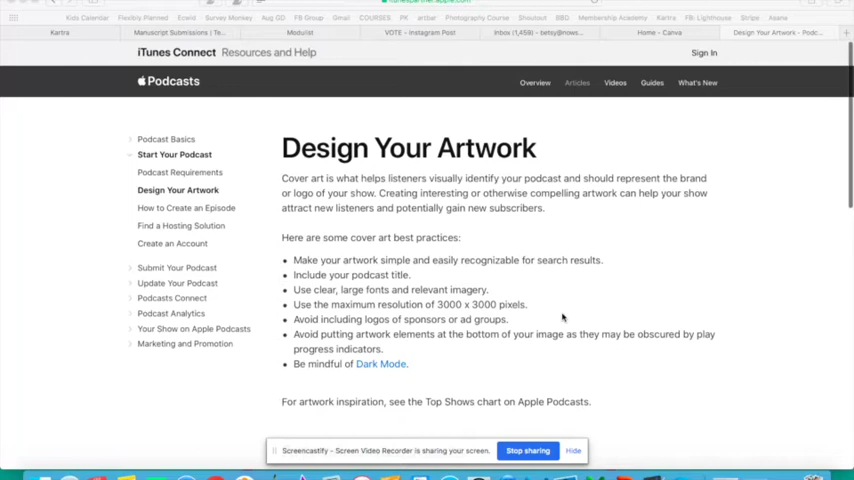 itunespartner.apple.com
Kids Calendar Flexibly Planned Ecwid Survey Monkey Aug GD FB Group Gmail COURSES PK artbar Photography Course Shoutout BBD Membership Academy Kartra FB: Lighthouse Stripe Asana
Kartra Manuscript Submissions | Te... Modulist VOTE - Instagram Post Inbox (1,459) - betsy@nows... Home - Canva Design Your Artwork - Podc...
iTunes Connect Resources and Help Sign In
Podcasts Overview Articles Videos Guides What's New
Podcast Basics
Start Your Podcast
Podcast Requirements
Design Your Artwork
How to Create an Episode
Find a Hosting Solution
Create an Account
Submit Your Podcast
Update Your Podcast
Podcasts Connect
Podcast Analytics
Your Show on Apple Podcasts
Marketing and Promotion
Design Your Artwork
Cover art is what helps listeners visually identify your podcast and should represent the brand
or logo of your show. Creating interesting or otherwise compelling artwork can help your show
attract new listeners and potentially gain new subscribers.
Here are some cover art best practices:
• Make your artwork simple and easily recognizable for search results.
• Include your podcast title.
• Use clear, large fonts and relevant imagery.
• Use the maximum resolution of 3000 x 3000 pixels.
• Avoid including logos of sponsors or ad groups.
• Avoid putting artwork elements at the bottom of your image as they may be obscured by play
progress indicators.
• Be mindful of Dark Mode.
For artwork inspiration, see the Top Shows chart on Apple Podcasts.
Screencastify - Screen Video Recorder is sharing your screen. Stop sharing Hide